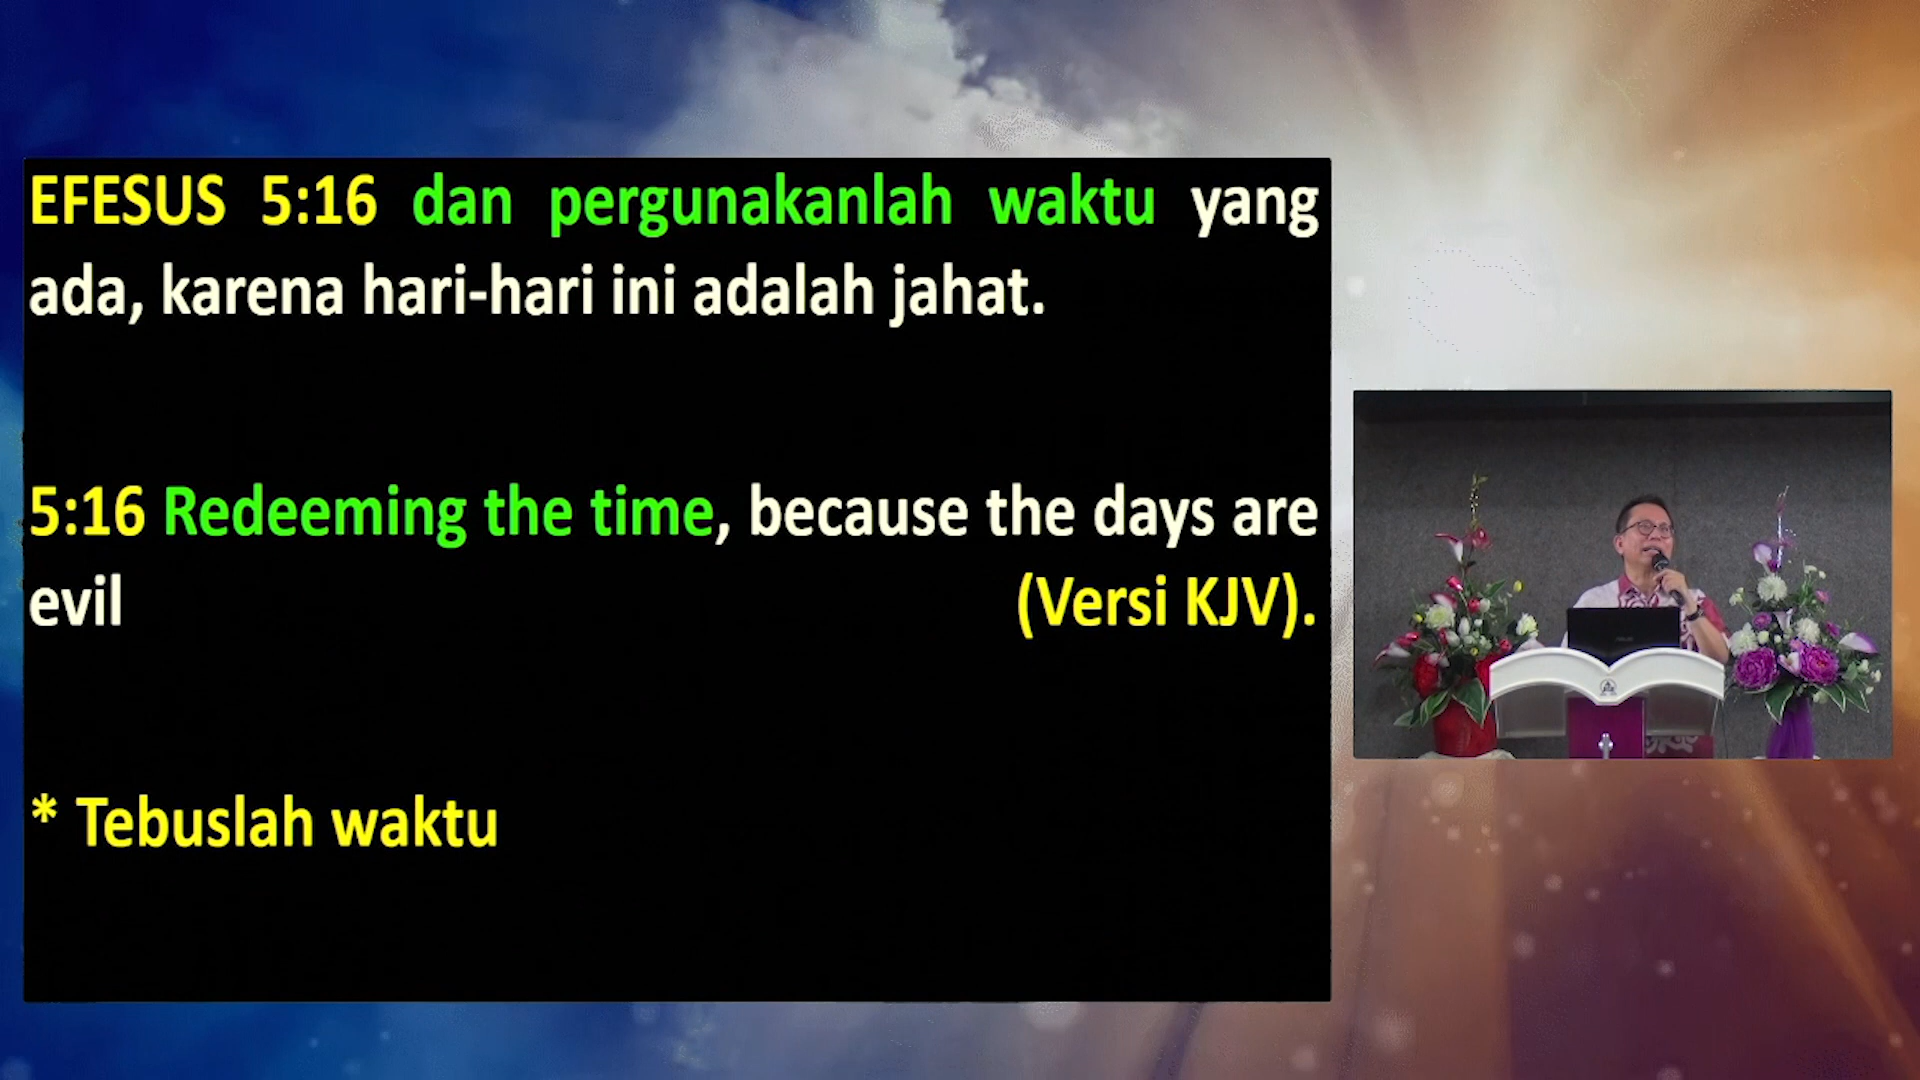 EFESUS 5:16 dan pergunakanlah waktu yang
ada, karena hari-hari ini adalah jahat.
5:16 Redeeming the time, because the days are
evil (Versi KJV).
* Tebuslah waktu